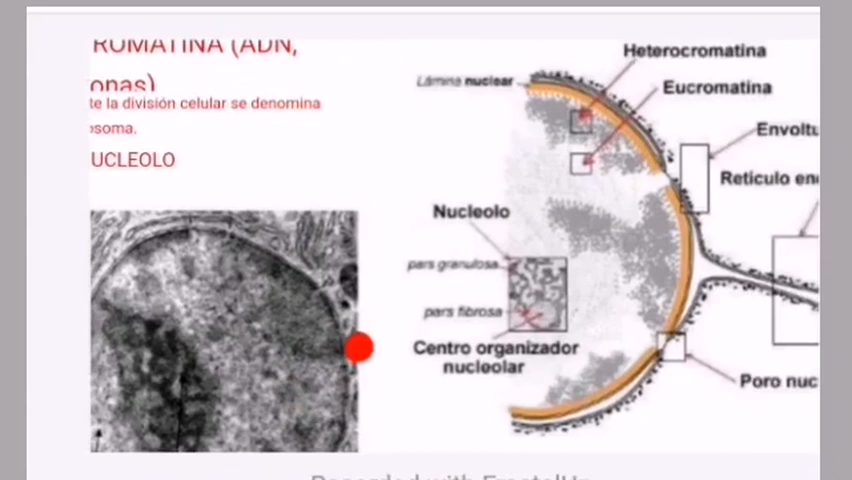 ROMATINA (ADN,
onas)
te la división celular se denomina
osoma.
UCLEOLO
Heterocromatina
Lámina nuclear
Eucromatina
Envoltu
Retículo en
Nucleolo
pars granulosa
pars fibrosa
Centro organizador
nucleolar
Poro nuc